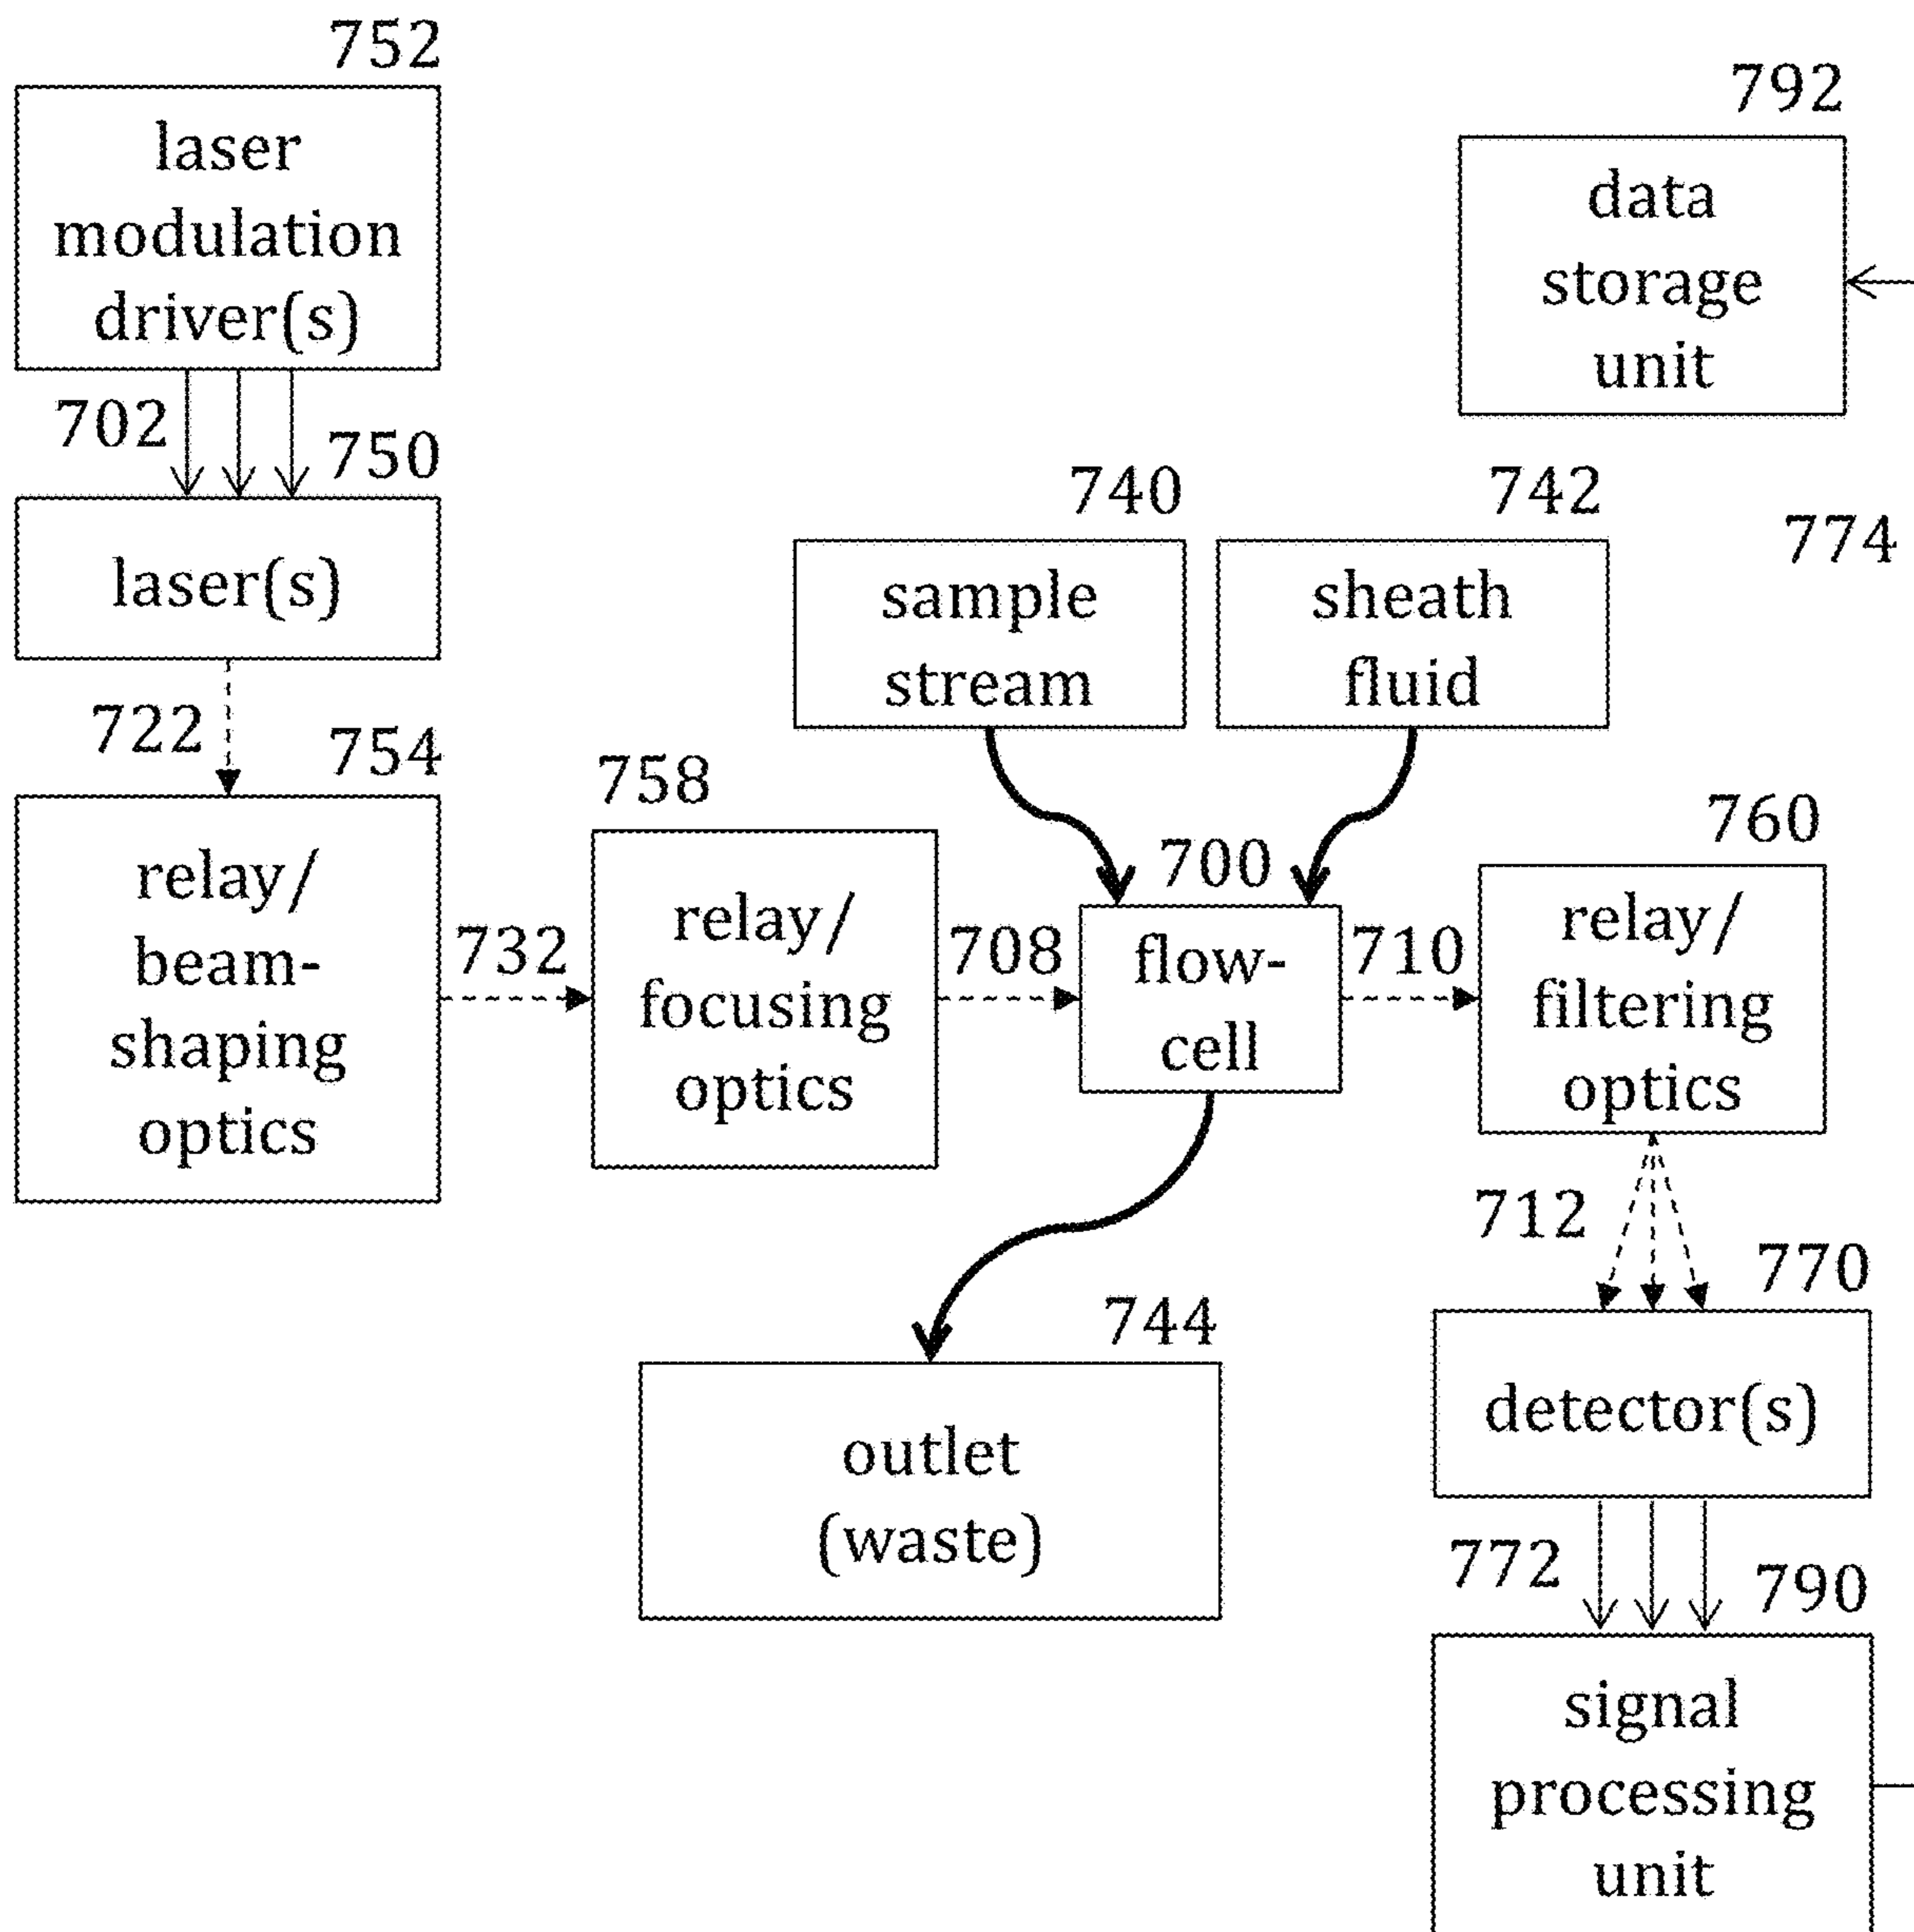 752
laser
modulation
driver(s)
702
750
laser(s)
722
754
relay/
beam-
shaping
optics
732
758
relay/
focusing
optics
708
740
sample
stream
742
sheath
fluid
700
flow-
cell
710
744
outlet
(waste)
760
relay/
filtering
optics
712
770
detector(s)
772
790
signal
processing
unit
774
792
data
storage
unit